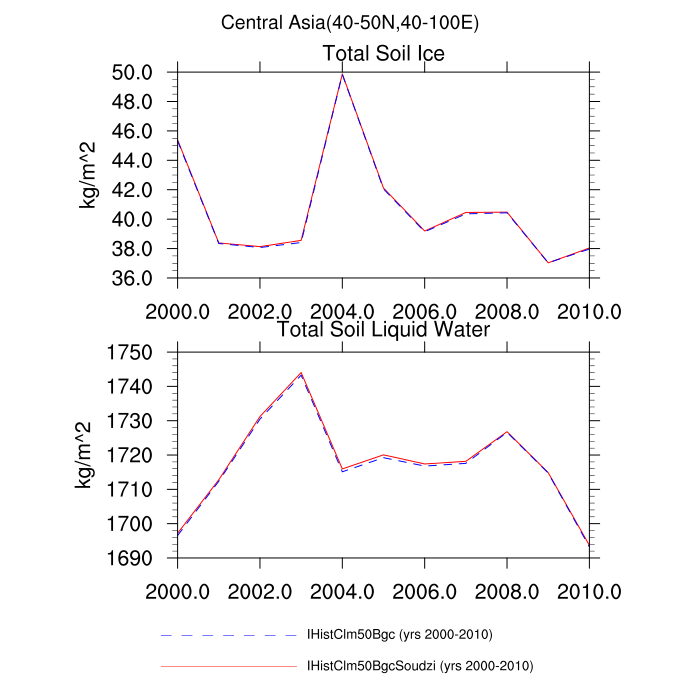 Central Asia(40-50N,40-100E)
Total Soil Ice
50.0
48.0
46.0
44.0
42.0
40.0
38.0
36.0
kg/m^2
2000.0 2002.0 2004.0 2006.0 2008.0 2010.0
Total Soil Liquid Water
1750
1740
1730
1720
1710
1700
1690
kg/m^2
2000.0 2002.0 2004.0 2006.0 2008.0 2010.0
IHistClm50Bgc (yrs 2000-2010)
IHistClm50BgcSoudzi (yrs 2000-2010)